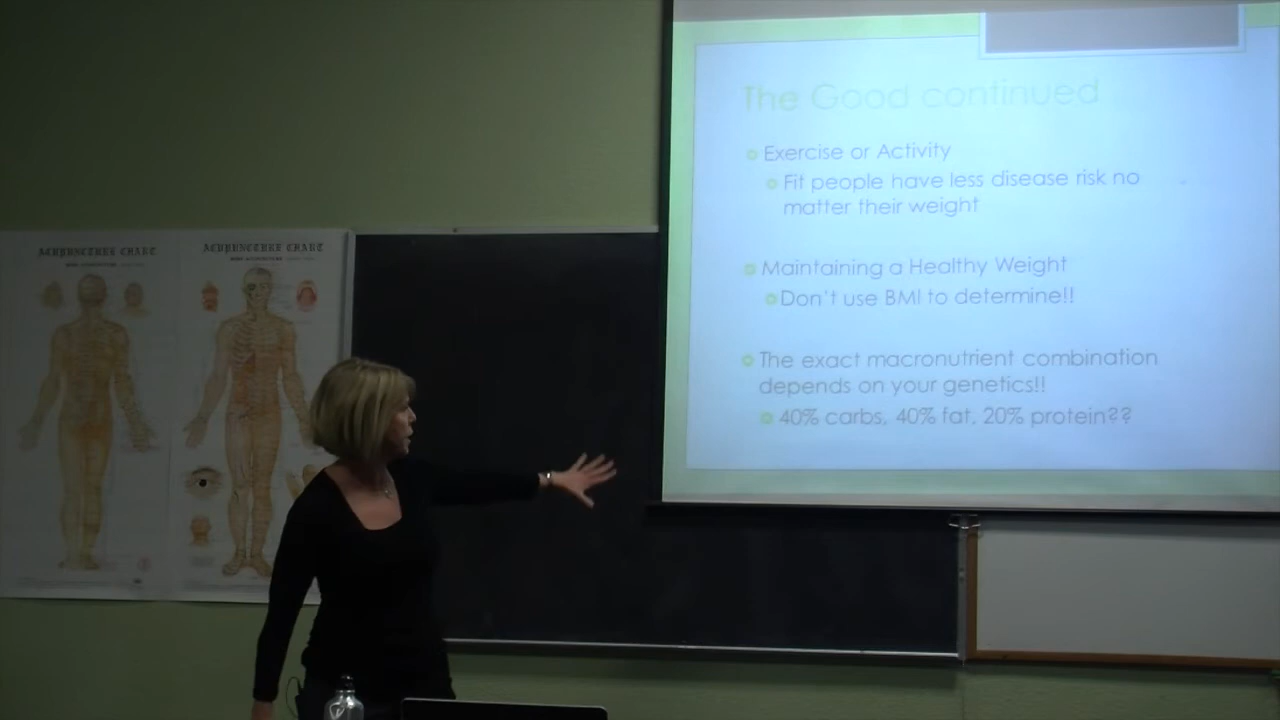 The Good continued
Exercise or Activity
Fit people have less disease risk no
matter their weight
Maintaining a Healthy Weight
Don't use BMI to determine!!
The exact macronutrient combination
depends on your genetics!!
40% carbs, 40% fat, 20% protein??
ACUPUNCTURE CHART
ACUPUNCTURE CHART